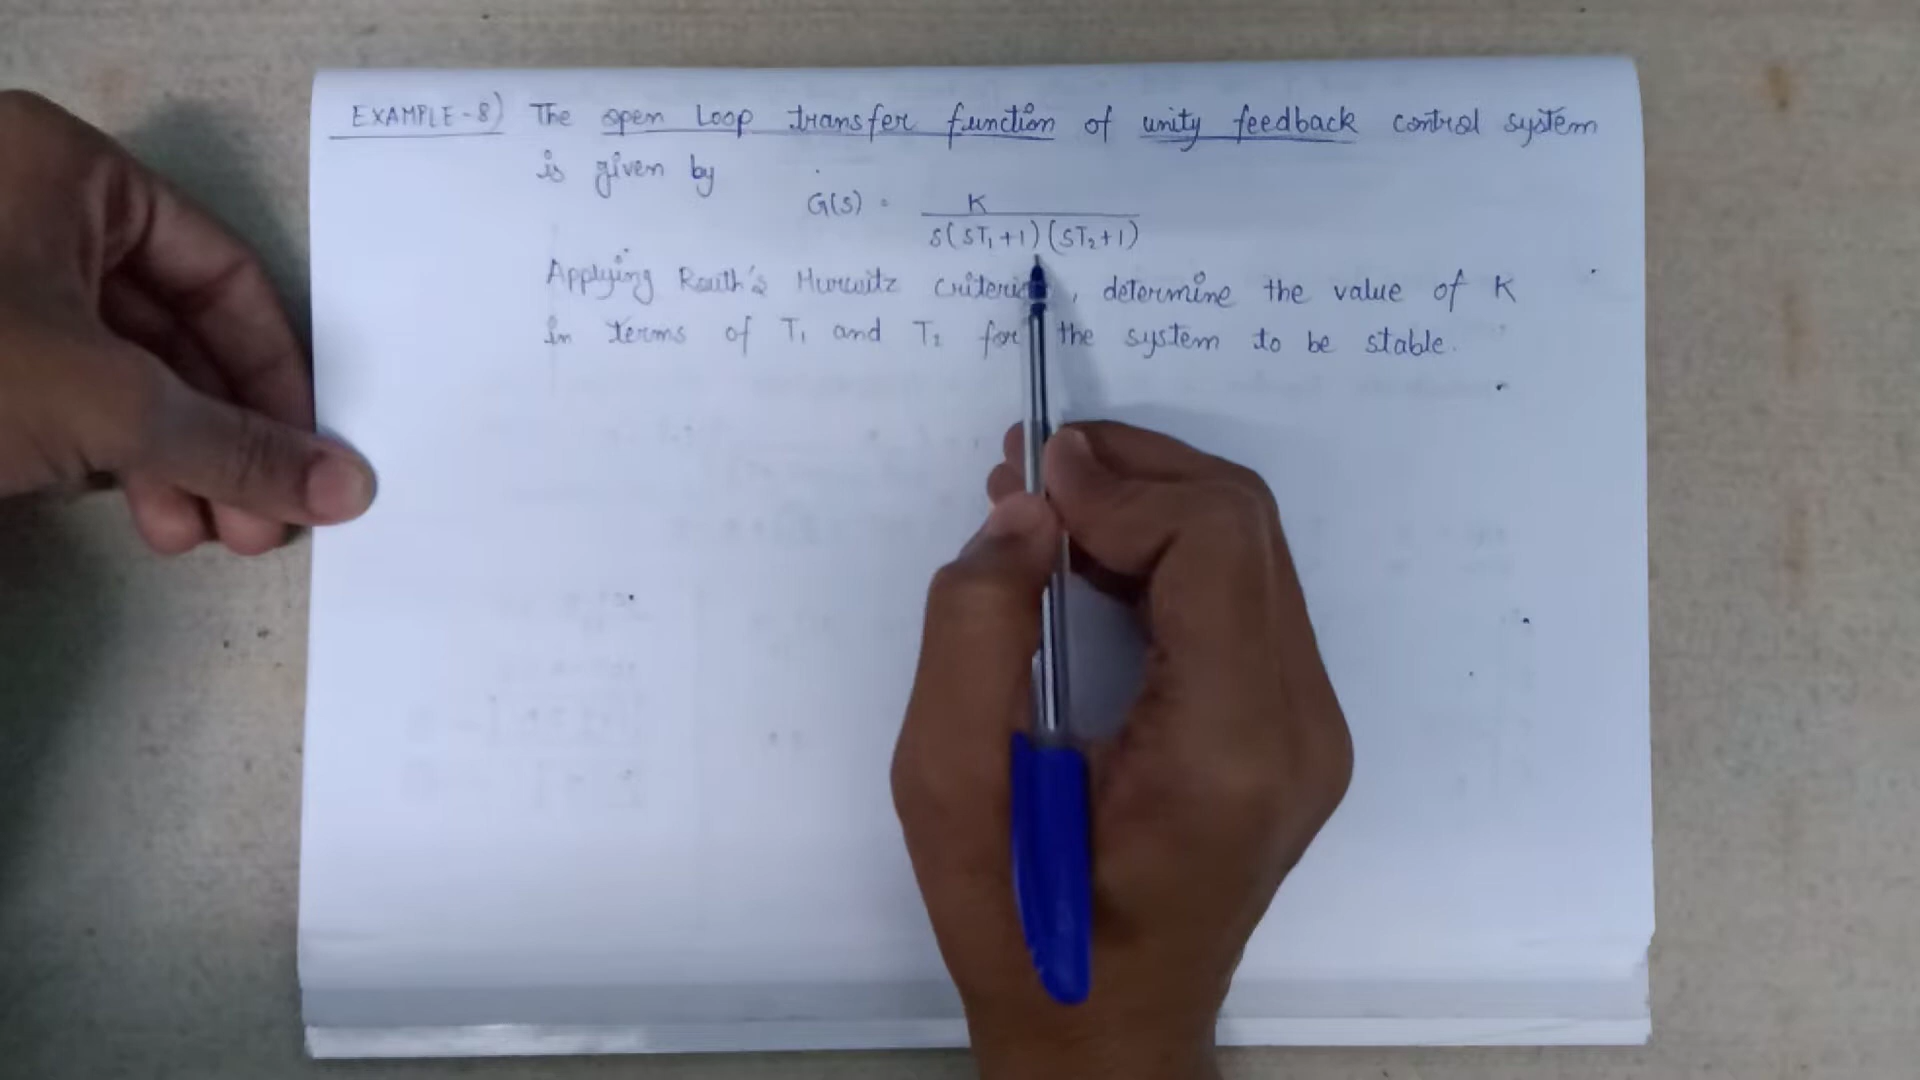 EXAMPLE-8) The open Loop transfer function of unity feedback control system
is given by
G(s) = K / s(sT₁+1)(sT₂+1)
Applying Routh's Hurwitz , determine the value of K
in terms of T₁ and T₂ for the system to be stable.